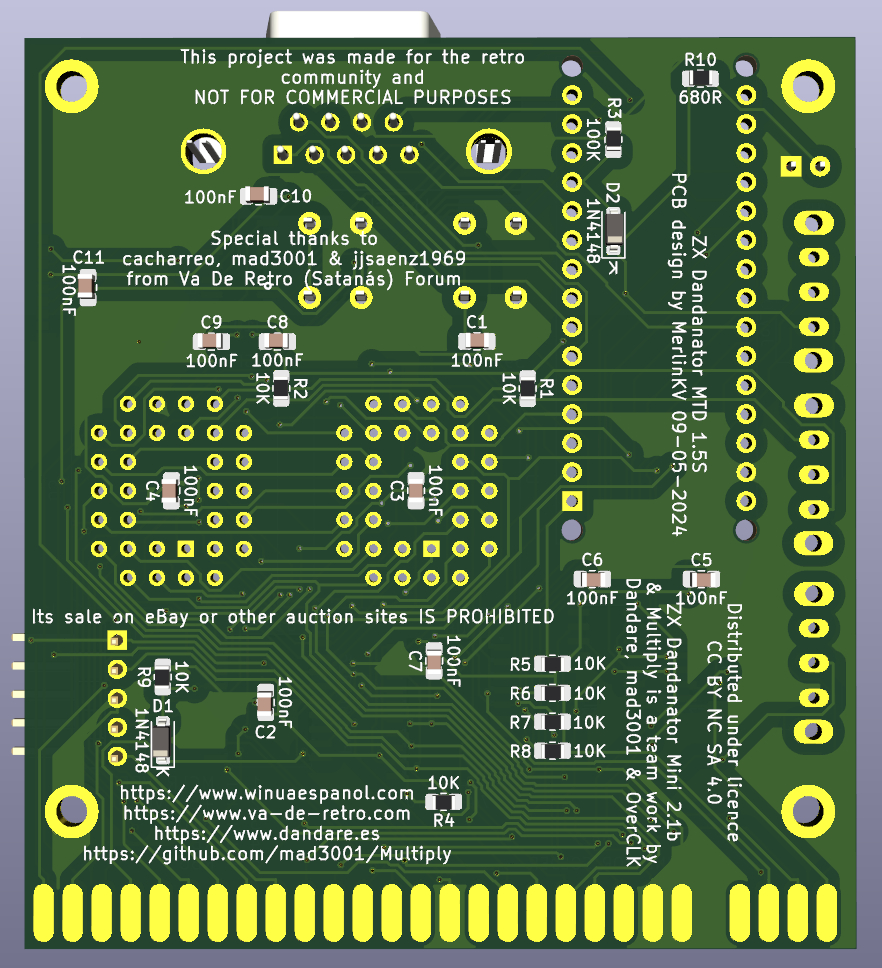 This project was made for the retro
community and
NOT FOR COMMERCIAL PURPOSES
R10
680R
R3
100K
D2
1N4148
K
100nF C10
Special thanks to
cacharreo, mad3001 & jjsaenz1969
from Va De Retro (Satanás) Forum
C11
100nF
ZX Dandanator MTD 1.5S
PCB design by MerlinKV 09-05-2024
C9
100nF
C8
100nF
C1
100nF
R2
10K
R1
10K
C4
100nF
C3
100nF
C6
100nF
C5
100nF
Its sale on eBay or other auction sites IS PROHIBITED
R9
10K
D1
1N4148
K
C2
100nF
C7
100nF
R5 10K
R6 10K
R7 10K
R8 10K
Distributed under licence
CC BY NC SA 4.0
ZX Dandanator Mini 2.1b
& Multiply is a team work by
Dandare, mad3001 & OverCLK
10K
R4
https://www.winuaespanol.com
https://www.va-de-retro.com
https://www.dandare.es
https://github.com/mad3001/Multiply